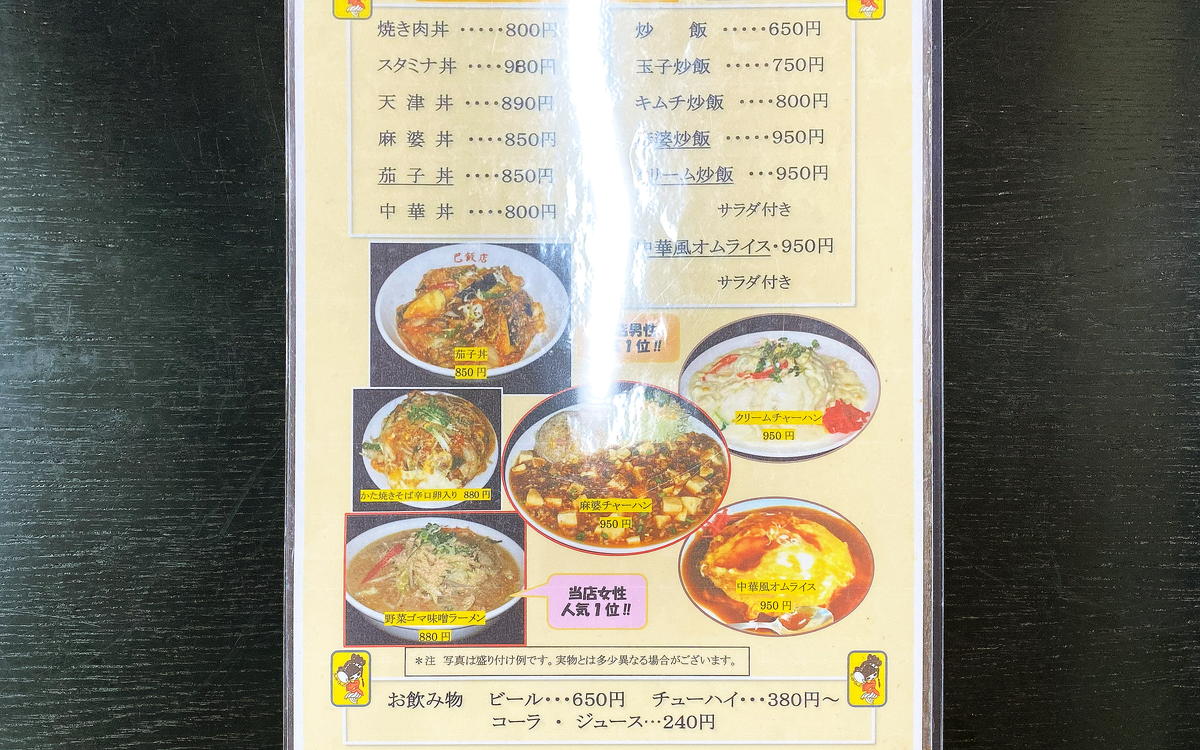 焼き肉丼 ‥‥・800円
スタミナ丼 ‥‥980円
天 津 丼 ‥‥890円
麻 婆 丼 ‥‥・850円
茄 子 丼 ‥‥850円
中 華 丼 ‥‥800円
炒 飯 ‥‥・650円
玉子炒飯 ‥‥・750円
キムチ炒飯 ‥‥800円
婆炒飯 ‥‥・950円
リーム炒飯 ‥・950円
サラダ付き
中華風オムライス・950円
サラダ付き
巴飯店
茄子丼
850円
男性
1位!!
クリームチャーハン
950円
かた焼きそば辛口卵入り 880円
麻婆チャーハン
950円
中華風オムライス
950円
野菜ゴマ味噌ラーメン
880円
当店女性
人気1位!!
*注 写真は盛り付け例です。実物とは多少異なる場合がございます。
お飲み物 ビール‥・650円 チューハイ‥・380円〜
コーラ ・ ジュース…240円